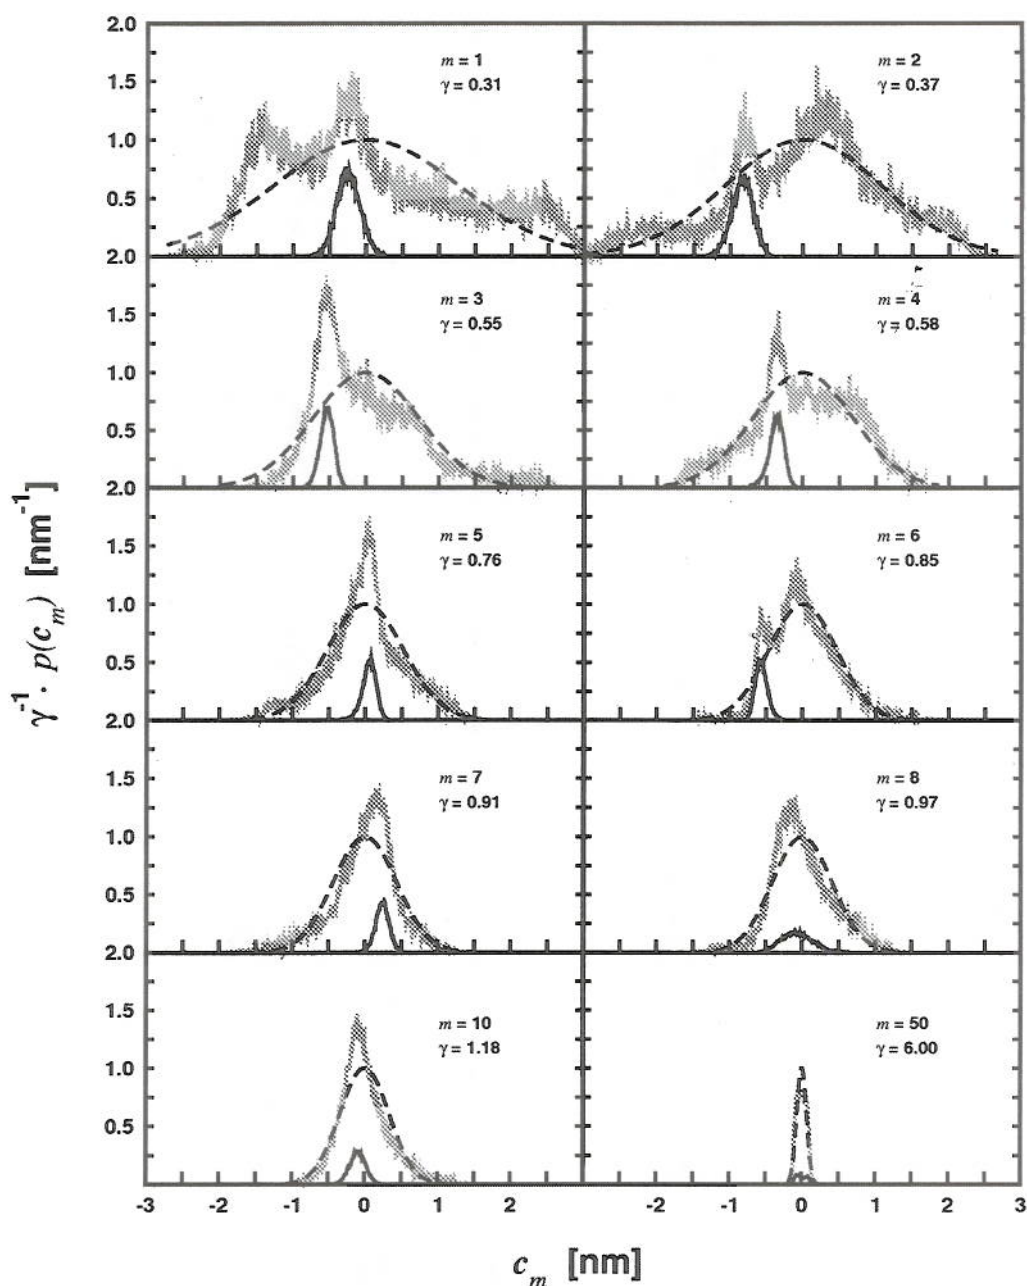 2.0
1.5
1.0
0.5
m = 1
γ = 0.31
m = 2
γ = 0.37
2.0
1.5
1.0
0.5
m = 3
γ = 0.55
m = 4
γ = 0.58
2.0
1.5
1.0
0.5
m = 5
γ = 0.76
m = 6
γ = 0.85
2.0
1.5
1.0
0.5
m = 7
γ = 0.91
m = 8
γ = 0.97
2.0
1.5
1.0
0.5
m = 10
γ = 1.18
m = 50
γ = 6.00
-3 -2 -1 0 1 2 -2 -1 0 1 2 3
γ⁻¹· p(cₘ) [nm⁻¹]
cₘ [nm]